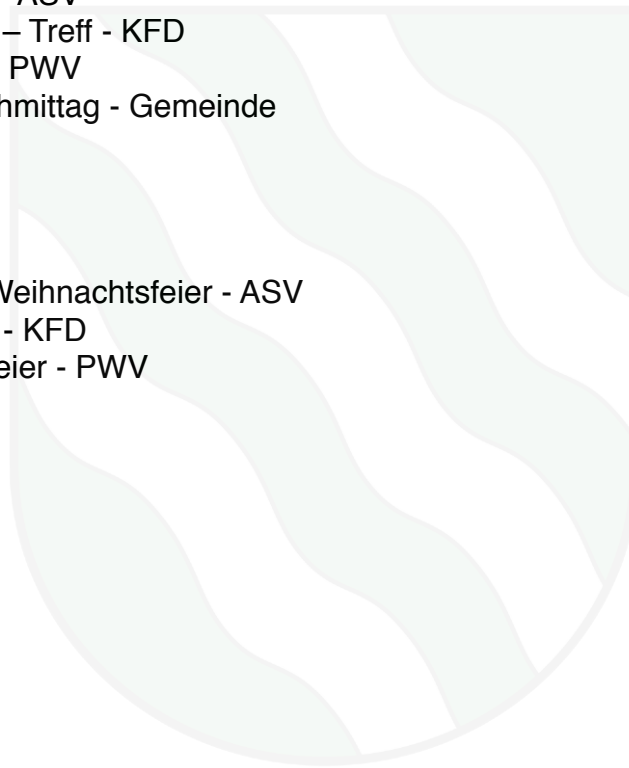 - ASV
– Treff - KFD
PWV
hmittag - Gemeinde
Weihnachtsfeier - ASV
- KFD
eier - PWV